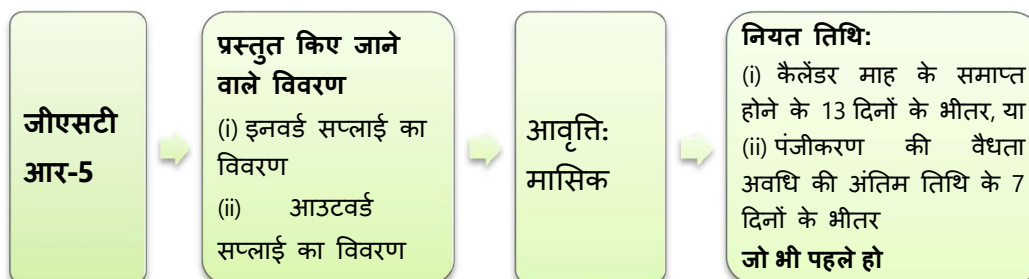 जीएसटी
आर-5
प्रस्तुत किए जाने
वाले विवरण
(i) इनवर्ड सप्लाई का
विवरण
(ii) आउटवर्ड
सप्लाई का विवरण
आवृत्ति:
मासिक
नियत तिथि:
(i) कैलेंडर माह के समाप्त
होने के 13 दिनों के भीतर, या
(ii) पंजीकरण की वैधता
अवधि की अंतिम तिथि के 7
दिनों के भीतर
जो भी पहले हो